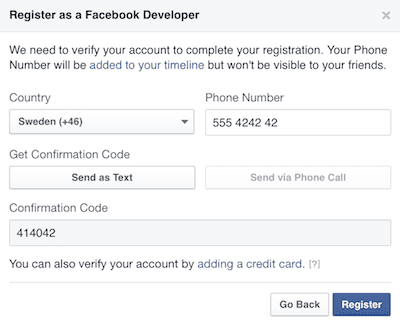 Register as a Facebook Developer ×
We need to verify your account to complete your registration. Your Phone
Number will be added to your timeline but won't be visible to your friends.
Country Phone Number
Sweden (+46) 555 4242 42
Get Confirmation Code
Send as Text Send via Phone Call
Confirmation Code
414042
You can also verify your account by adding a credit card. [?]
Go Back Register